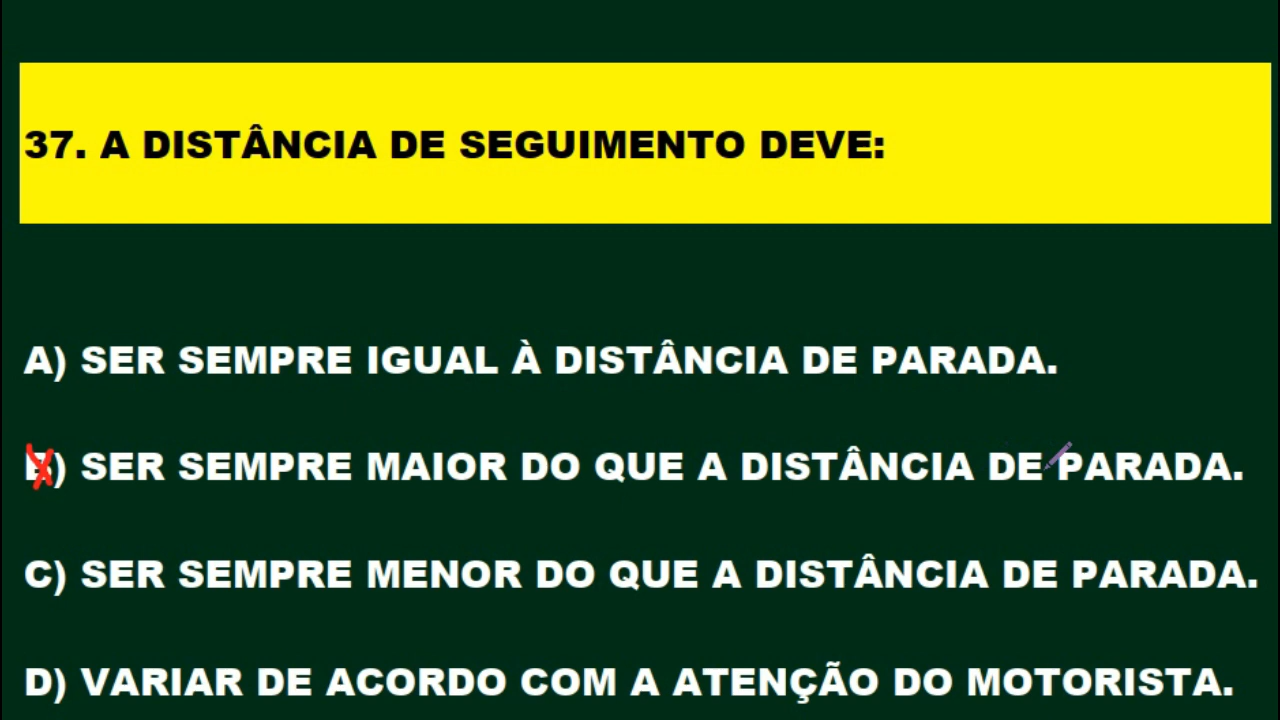 37. A DISTÂNCIA DE SEGUIMENTO DEVE:
A) SER SEMPRE IGUAL À DISTÂNCIA DE PARADA.
B) SER SEMPRE MAIOR DO QUE A DISTÂNCIA DE PARADA.
C) SER SEMPRE MENOR DO QUE A DISTÂNCIA DE PARADA.
D) VARIAR DE ACORDO COM A ATENÇÃO DO MOTORISTA.